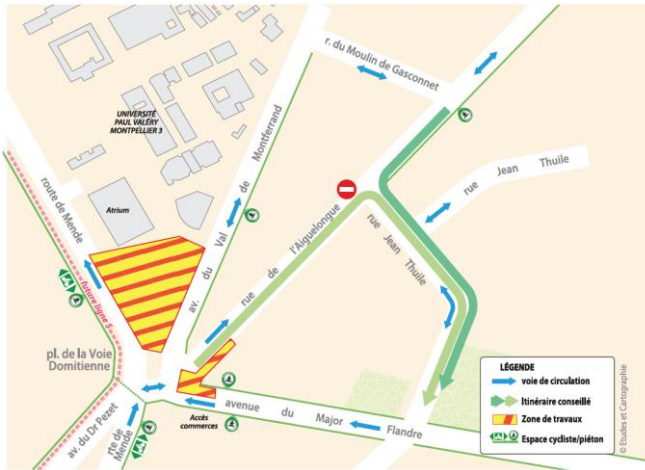 r. du Moulin de Gasconnet
UNIVERSITÉ
PAUL VALÉRY
MONTPELLIER 3
av. du Val de Montferrand
route de Mende
Atrium
rue Jean Thuile
rue de l'Aiguelongue
rue Jean Thuile
future ligne 5
pl. de la Voie
Domitienne
av. du Dr Pezet
rte de
Mende
Accès
commerces
avenue du Major Flandre
LÉGENDE
voie de circulation
Itinéraire conseillé
Zone de travaux
Espace cycliste/piéton
© Etudes et Cartographie